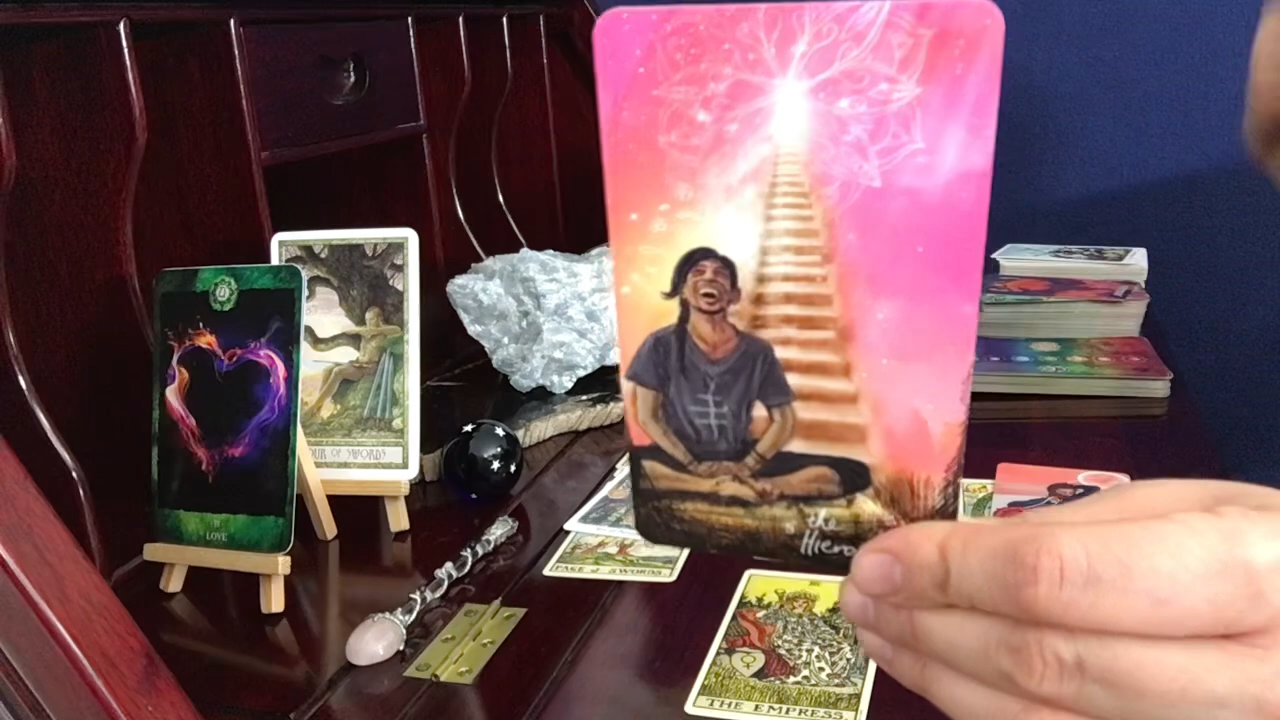 LOVE
OUR OF SWORDS
the
Hiero
PAGE of SWORDS.
THE EMPRESS.